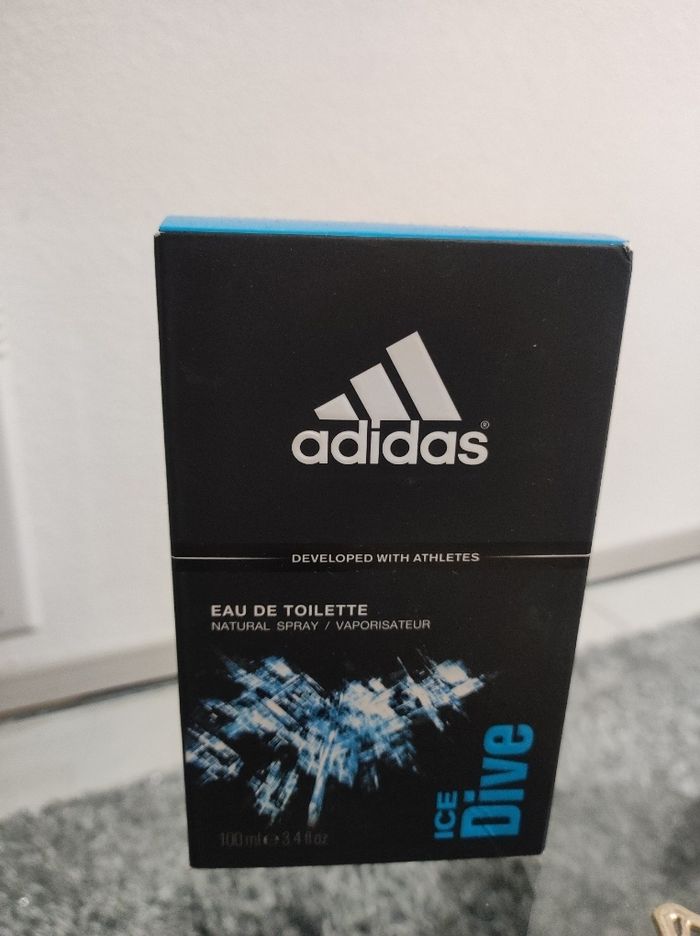 adidas®
DEVELOPED WITH ATHLETES
EAU DE TOILETTE
NATURAL SPRAY / VAPORISATEUR
ICE
Dive
100 ml e 3.4 fl oz